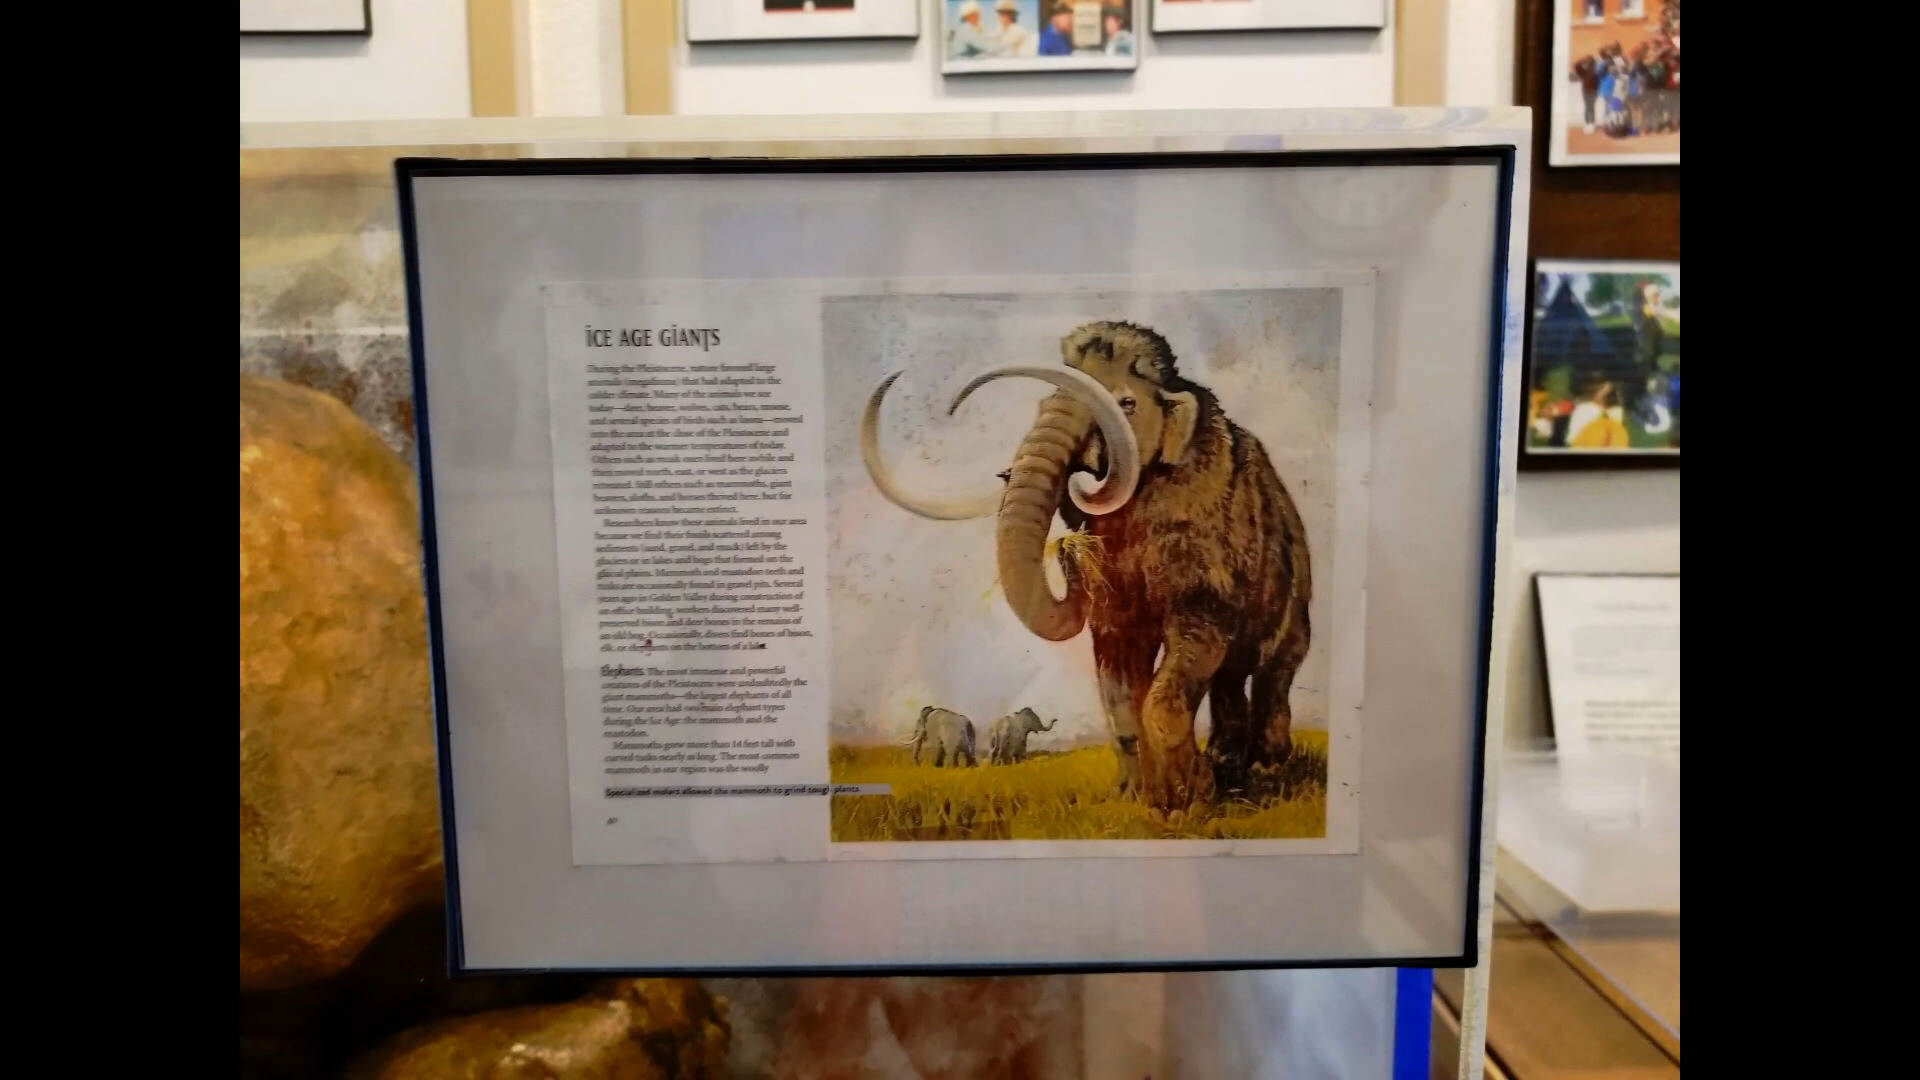 ICE AGE GIANTS
During the Pleistocene, nature favored large
animals (megafauna) that had adapted to the
colder climate. Many of the animals we see
today—deer, beaver, wolves, cats, bears, moose,
and several species of birds such as loons—moved
into the area at the close of the Pleistocene and
adapted to the warmer temperatures of today.
Others such as musk oxen lived here awhile and
then moved north, east, or west as the glaciers
retreated. Still others such as mammoths, giant
beavers, sloths, and horses thrived here, but for
unknown reasons became extinct.
Researchers know these animals lived in our area
because we find their fossils scattered among
sediments (sand, gravel, and muck) left by the
glaciers or in lakes and bogs that formed on the
glacial plains. Mammoth and mastodon teeth and
tusks are occasionally found in gravel pits. Several
years ago in Golden Valley during construction of
an office building, workers discovered many well-
preserved bison and deer bones in the remains of
an old bog. Occasionally, divers find bones of bison,
elk, or elephants on the bottom of a lake.
Elephants. The most immense and powerful
creatures of the Pleistocene were undoubtedly the
giant mammoths—the largest elephants of all
time. Our area had two main elephant types
during the Ice Age: the mammoth and the
mastodon.
Mammoths grew more than 14 feet tall with
curved tusks nearly as long. The most common
mammoth in our region was the woolly
Specialized molars allowed the mammoth to grind tough plants.